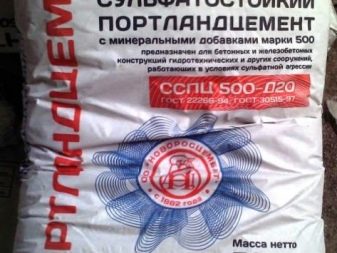 СУЛЬФАТОСТОЙКИЙ
ПОРТЛАНДЦЕМЕНТ
с минеральными добавками марки 500
предназначен для бетонных и железобетонных
конструкций гидротехнических и других сооружений,
работающих в условиях сульфатной агрессии
ССПЦ 500-Д20
ГОСТ 22266-94, ГОСТ 30515-97
РТЛАНДЦЕМ
НОВОРОСЦЕМЕНТ
с 1882 года
Масса нетто